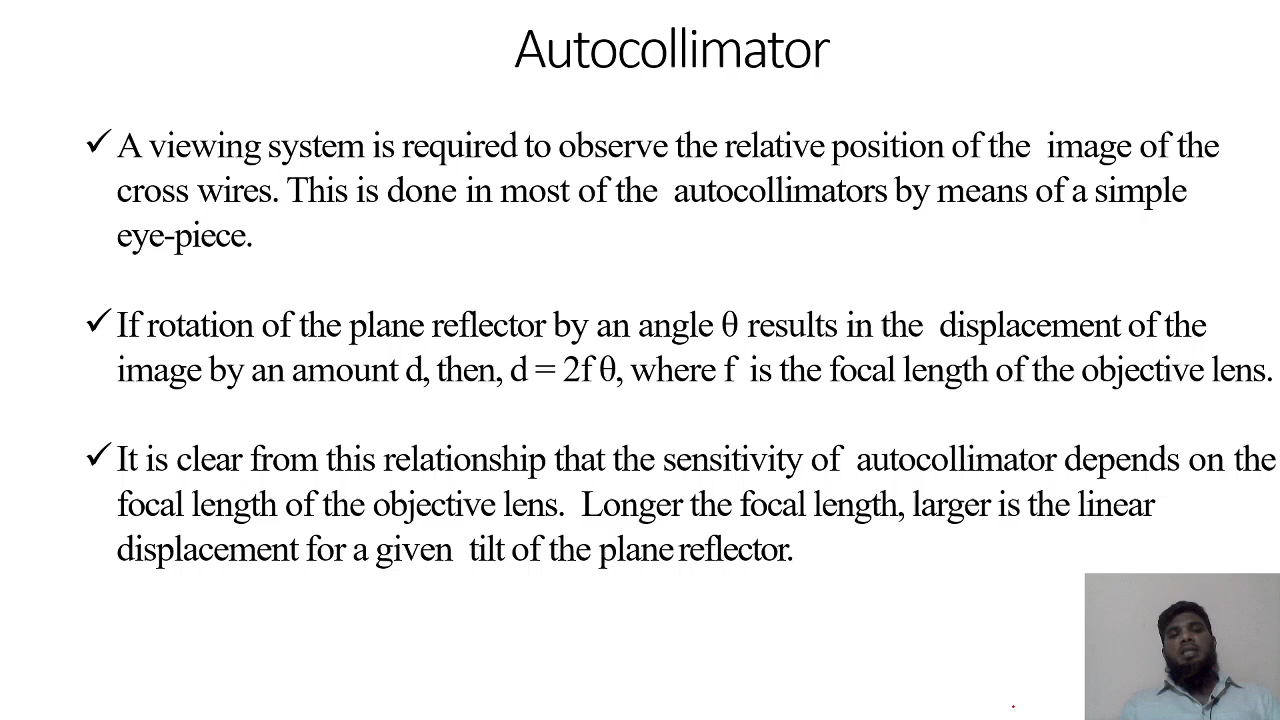 Autocollimator
✓ A viewing system is required to observe the relative position of the image of the
cross wires. This is done in most of the autocollimators by means of a simple
eye-piece.
✓ If rotation of the plane reflector by an angle θ results in the displacement of the
image by an amount d, then, d = 2f θ, where f is the focal length of the objective lens.
✓ It is clear from this relationship that the sensitivity of autocollimator depends on the
focal length of the objective lens. Longer the focal length, larger is the linear
displacement for a given tilt of the plane reflector.